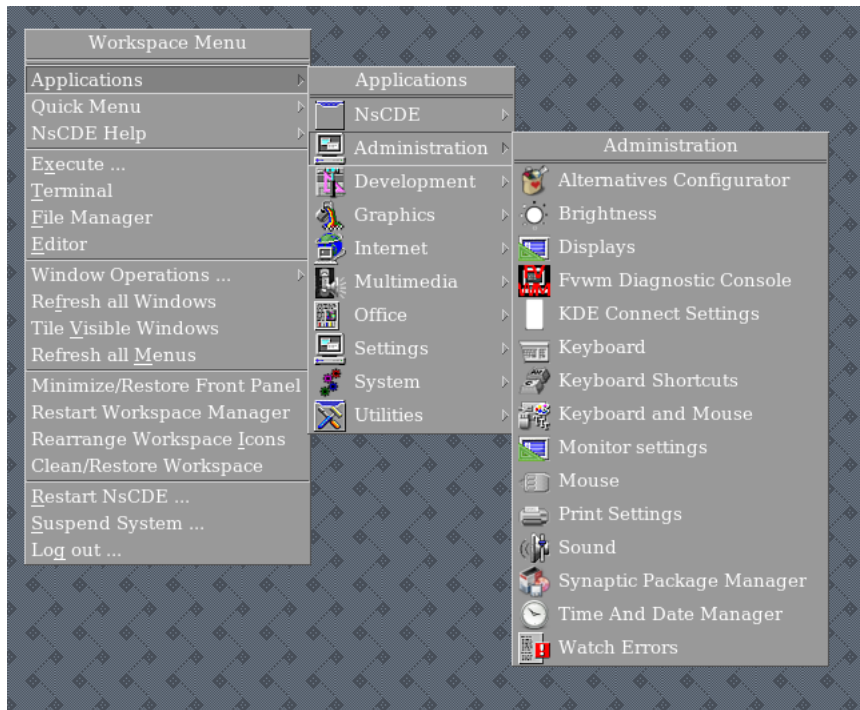 Workspace Menu
Applications
Quick Menu
NsCDE Help
Execute ...
Terminal
File Manager
Editor
Window Operations ...
Refresh all Windows
Tile Visible Windows
Refresh all Menus
Minimize/Restore Front Panel
Restart Workspace Manager
Rearrange Workspace Icons
Clean/Restore Workspace
Restart NsCDE ...
Suspend System ...
Log out ...
Applications
NsCDE
Administration
Development
Graphics
Internet
Multimedia
Office
Settings
System
Utilities
Administration
Alternatives Configurator
Brightness
Displays
Fvwm Diagnostic Console
KDE Connect Settings
Keyboard
Keyboard Shortcuts
Keyboard and Mouse
Monitor settings
Mouse
Print Settings
Sound
Synaptic Package Manager
Time And Date Manager
Watch Errors